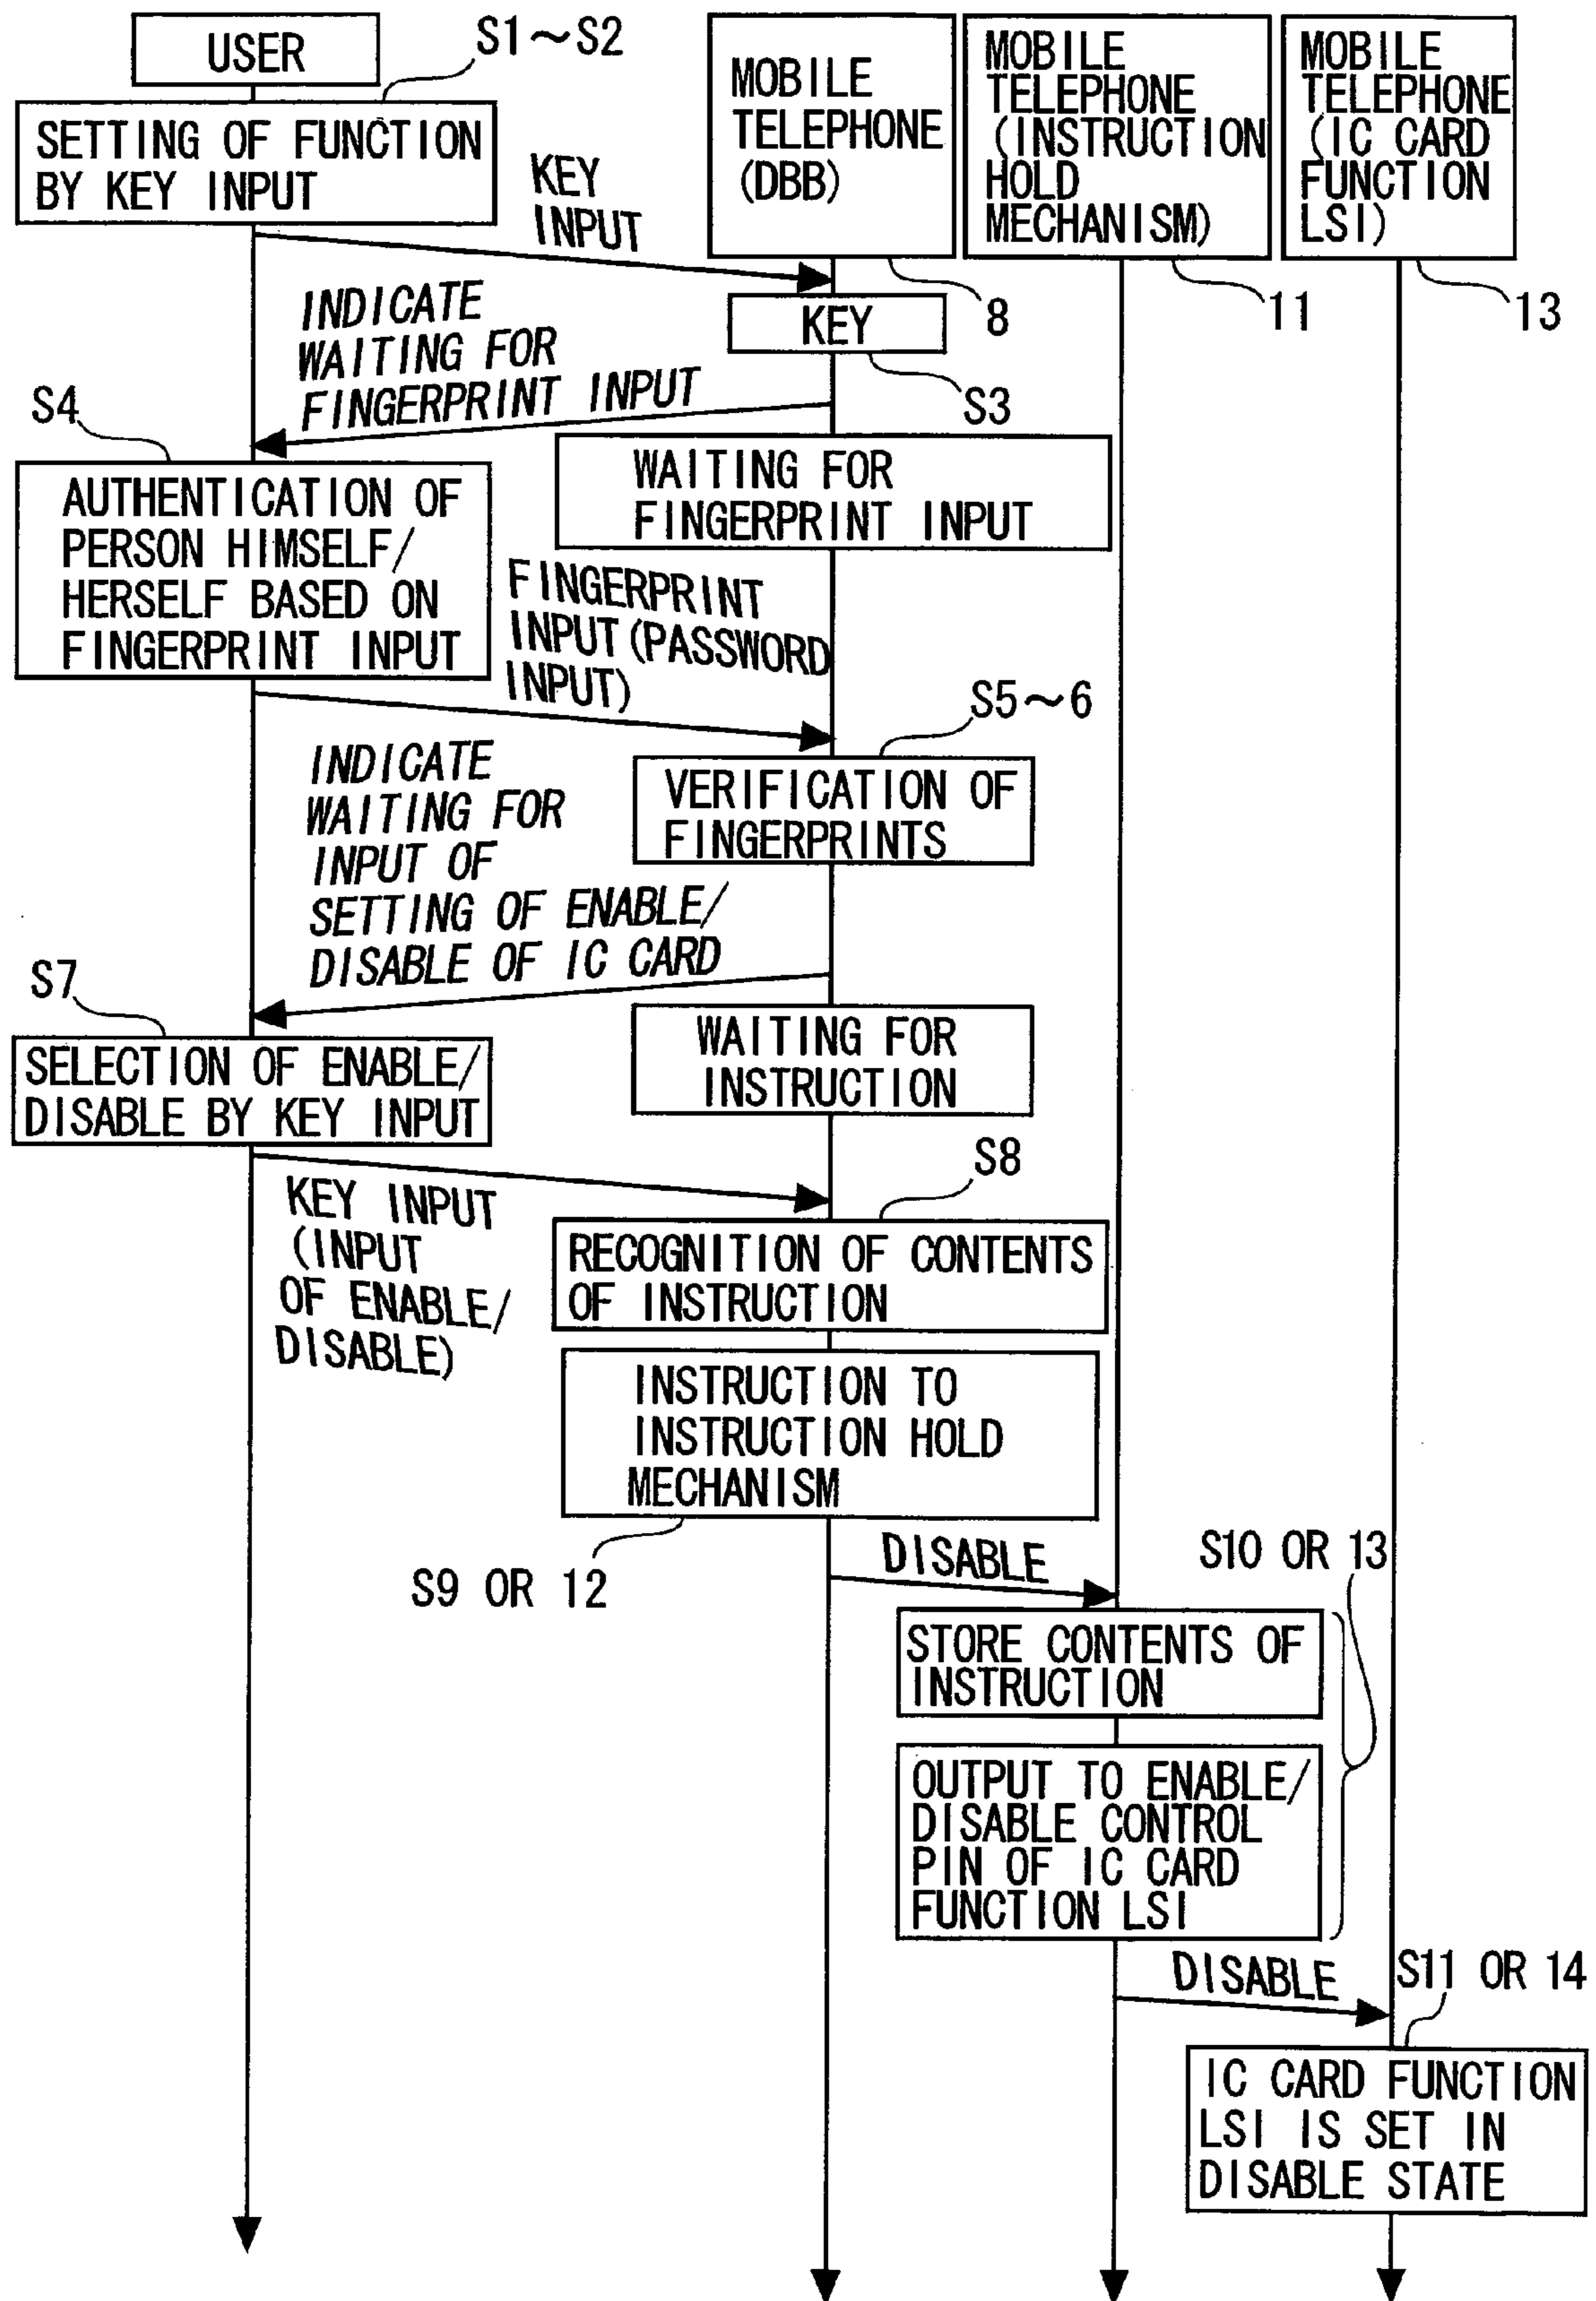 USER
S1~S2
MOBILE
TELEPHONE
(DBB)
MOBILE
TELEPHONE
(INSTRUCTION
HOLD
MECHANISM)
MOBILE
TELEPHONE
(IC CARD
FUNCTION
LSI)
SETTING OF FUNCTION
BY KEY INPUT
KEY
INPUT
8
11
13
KEY
S3
INDICATE
WAITING FOR
FINGERPRINT INPUT
S4
WAITING FOR
FINGERPRINT INPUT
AUTHENTICATION OF
PERSON HIMSELF/
HERSELF BASED ON
FINGERPRINT INPUT
FINGERPRINT
INPUT(PASSWORD
INPUT)
S5~6
VERIFICATION OF
FINGERPRINTS
INDICATE
WAITING FOR
INPUT OF
SETTING OF ENABLE/
DISABLE OF IC CARD
S7
WAITING FOR
INSTRUCTION
SELECTION OF ENABLE/
DISABLE BY KEY INPUT
S8
KEY INPUT
(INPUT
OF ENABLE/
DISABLE)
RECOGNITION OF CONTENTS
OF INSTRUCTION
INSTRUCTION TO
INSTRUCTION HOLD
MECHANISM
S9 OR 12
DISABLE
S10 OR 13
STORE CONTENTS OF
INSTRUCTION
OUTPUT TO ENABLE/
DISABLE CONTROL
PIN OF IC CARD
FUNCTION LSI
DISABLE
S11 OR 14
IC CARD FUNCTION
LSI IS SET IN
DISABLE STATE